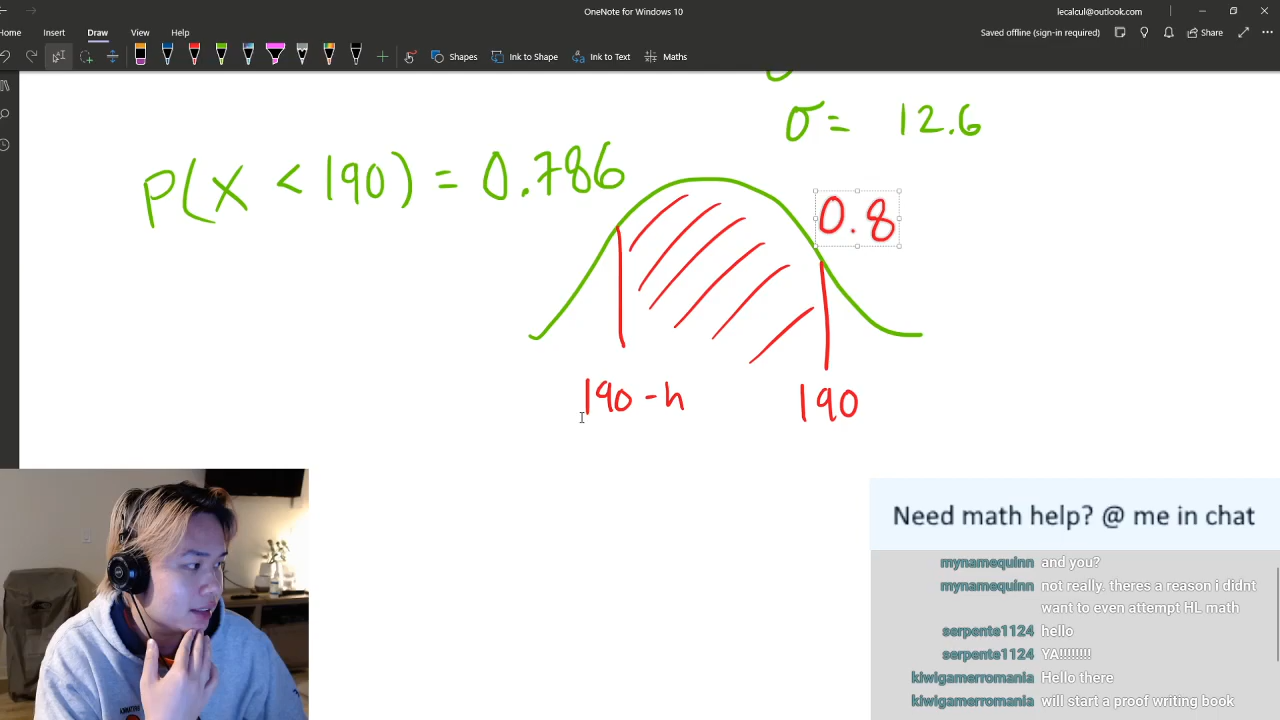 OneNote for Windows 10
lecalcul@outlook.com
Home Insert Draw View Help
Saved offline (sign-in required) Share
Shapes Ink to Shape Ink to Text Maths
σ = 12.6
P(X < 190) = 0.786
0.8
190 - h
190
Need math help? @ me in chat
mynamequinn and you?
mynamequinn not really. theres a reason i didnt
want to even attempt HL math
serpente1124 hello
serpente1124 YA!!!!!!!!
kiwigamerromania Hello there
kiwigamerromania will start a proof writing book